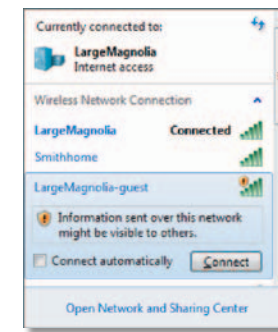 Currently connected to:
LargeMagnolia
Internet access
Wireless Network Connection
LargeMagnolia Connected
Smithhome
LargeMagnolia-guest
Information sent over this network
might be visible to others.
Connect automatically Connect
Open Network and Sharing Center